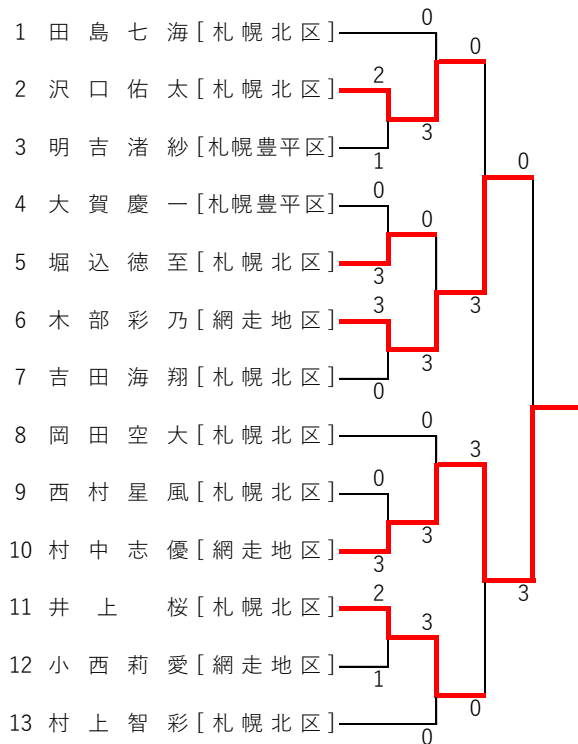 0
1 田島七海 [札幌北区]
0
2
2 沢口佑太 [札幌北区]
3
3 明吉渚紗 [札幌豊平区]
1
0
0
4 大賀慶一 [札幌豊平区]
0
5 堀込徳至 [札幌北区]
3
3
3
6 木部彩乃 [網走地区]
3
7 吉田海翔 [札幌北区]
0
0
8 岡田空大 [札幌北区]
3
0
9 西村星風 [札幌北区]
3
10 村中志優 [網走地区]
3
2
3
11 井上桜 [札幌北区]
3
12 小西莉愛 [網走地区]
1
0
13 村上智彩 [札幌北区]
0